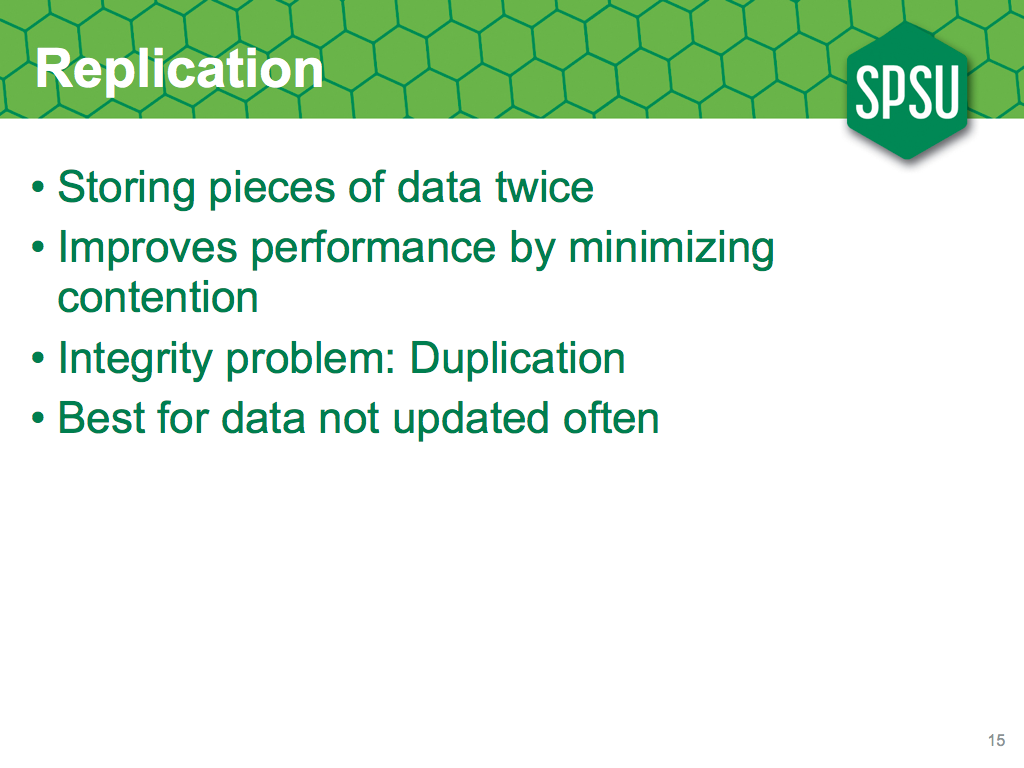 Replication
SPSU
• Storing pieces of data twice
• Improves performance by minimizing
contention
• Integrity problem: Duplication
• Best for data not updated often
15